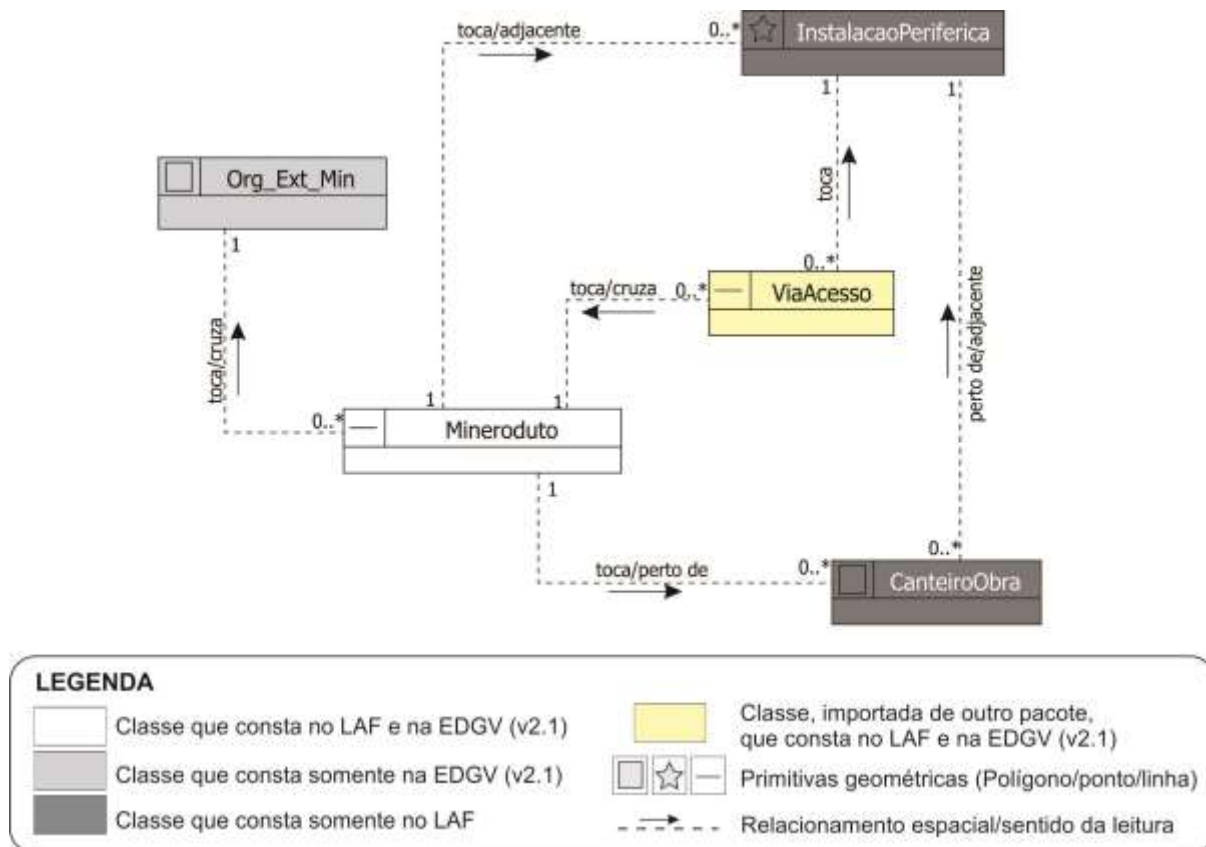 toca/adjacente
0..*
InstalacaoPeriferica
1
1
Org_Ext_Min
1
toca
0..*
toca/cruza
0..*
ViaAcesso
perto de/adjacente
toca/cruza
1
1
0..*
Mineroduto
1
0..*
toca/perto de
0..*
CanteiroObra
LEGENDA
Classe que consta no LAF e na EDGV (v2.1)
Classe que consta somente na EDGV (v2.1)
Classe que consta somente no LAF
Classe, importada de outro pacote,
que consta no LAF e na EDGV (v2.1)
Primitivas geométricas (Polígono/ponto/linha)
Relacionamento espacial/sentido da leitura